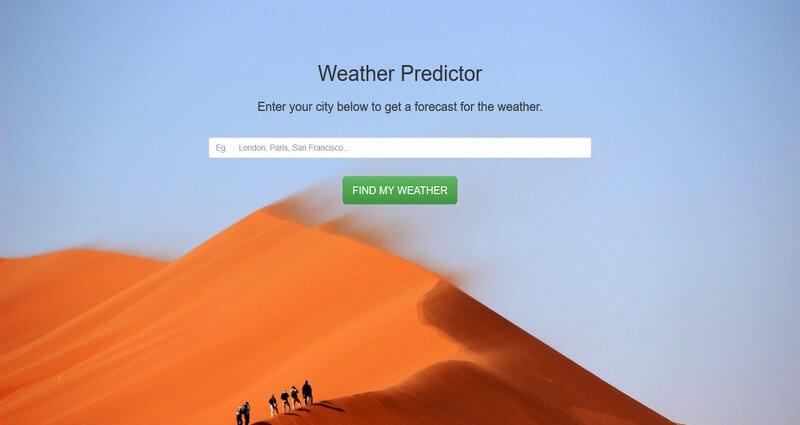 Weather Predictor
Enter your city below to get a forecast for the weather.
Eg. London, Paris, San Francisco...
FIND MY WEATHER